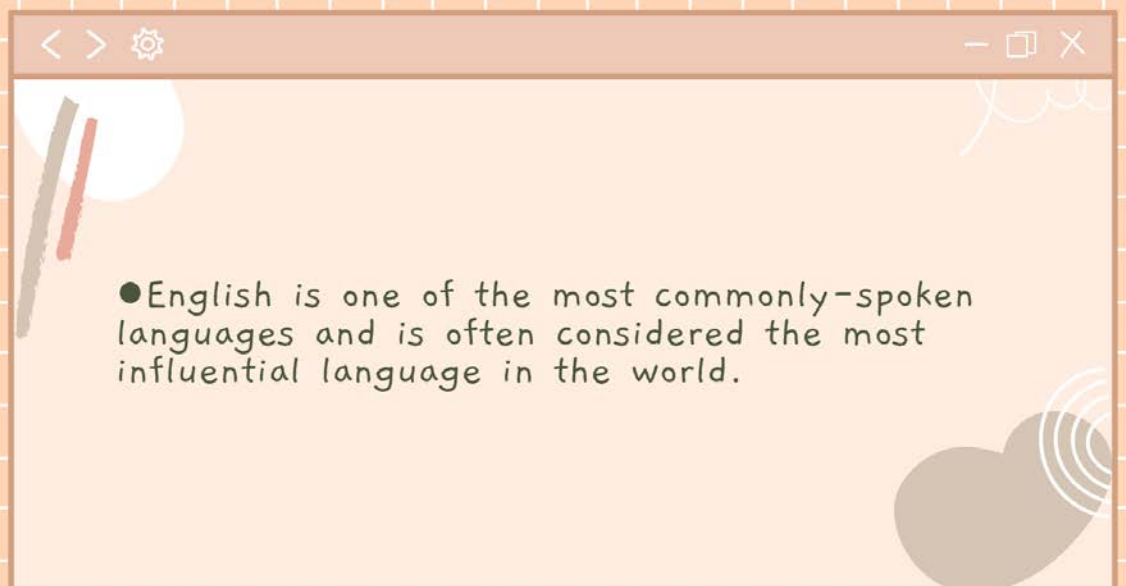 ●English is one of the most commonly-spoken
languages and is often considered the most
influential language in the world.